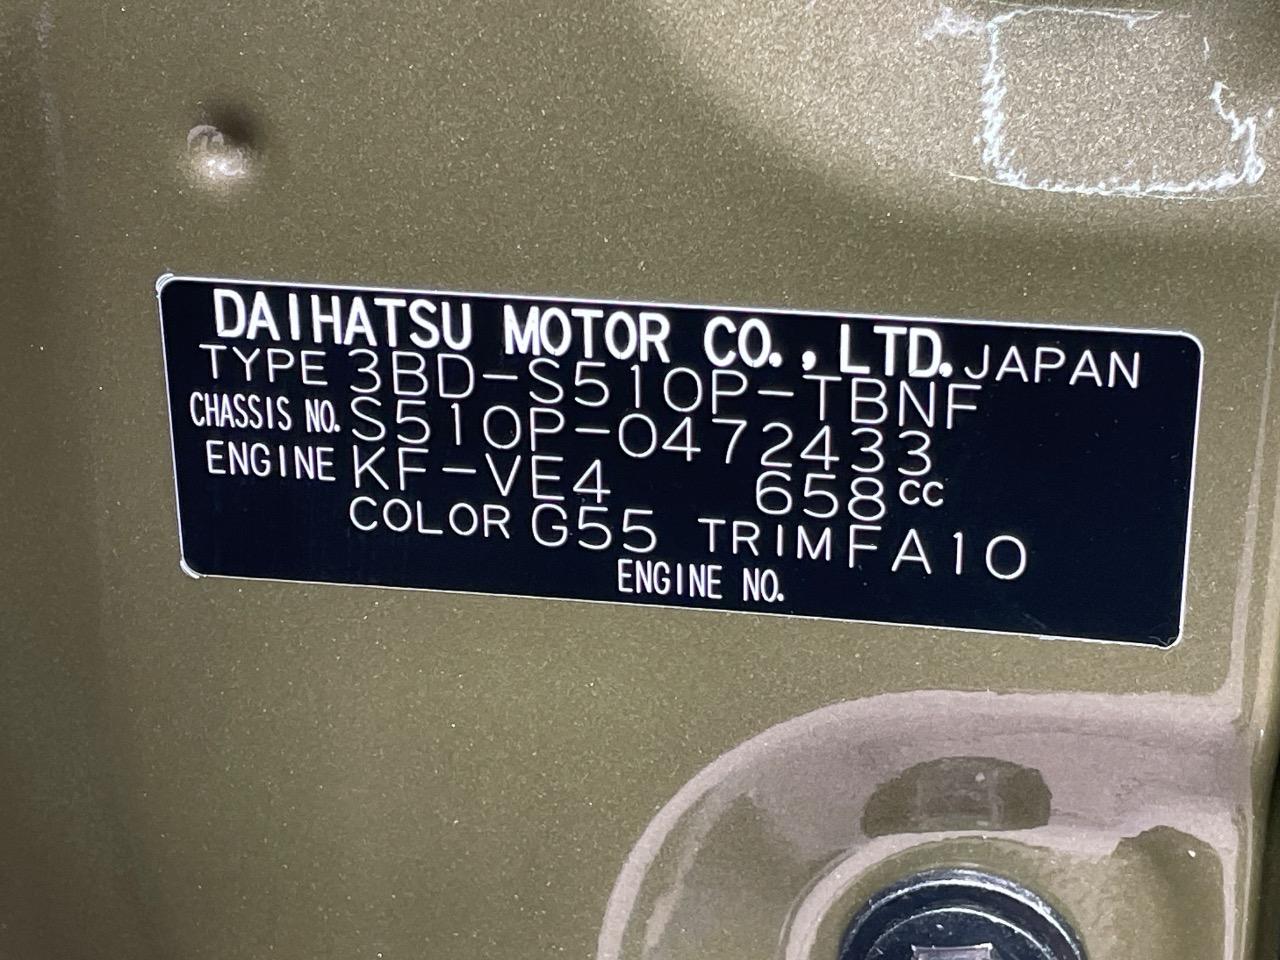 DAIHATSU MOTOR CO., LTD. JAPAN
TYPE 3BD-S510P-TBNF
CHASSIS NO. S510P-0472433
ENGINE KF-VE4 658cc
COLOR G55 TRIM FA10
ENGINE NO.